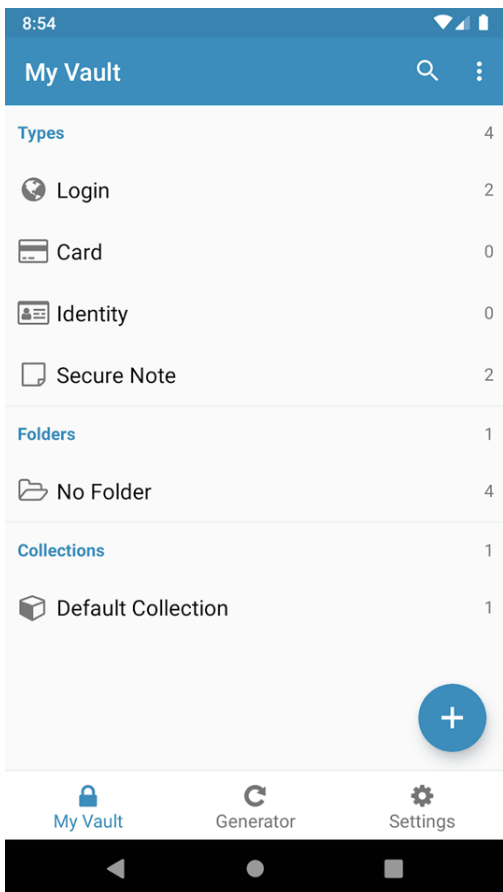 8:54
My Vault
Types 4
Login 2
Card 0
Identity 0
Secure Note 2
Folders 1
No Folder 4
Collections 1
Default Collection 1
My Vault Generator Settings